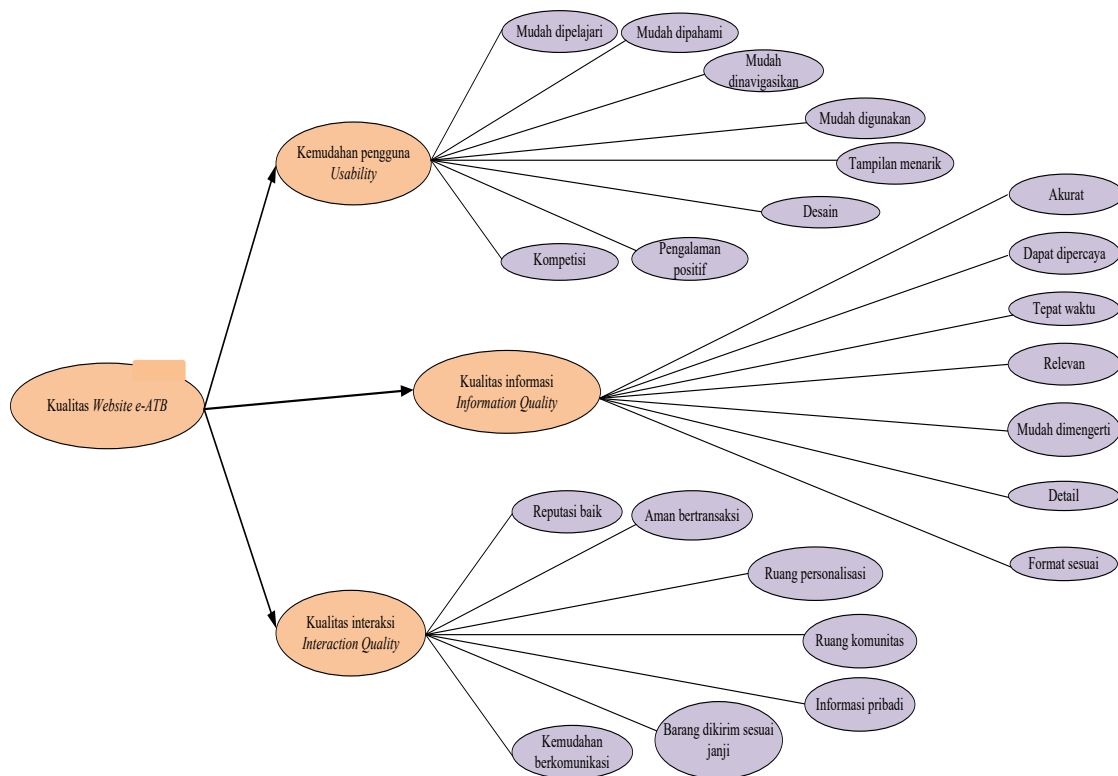 Mudah dipelajari
Mudah dipahami
Mudah
dinavigasikan
Mudah digunakan
Kemudahan pengguna
Usability
Tampilan menarik
Desain
Pengalaman
positif
Kompetisi
Akurat
Dapat dipercaya
Tepat waktu
Relevan
Kualitas informasi
Information Quality
Kualitas Website e-ATB
Mudah dimengerti
Detail
Format sesuai
Reputasi baik
Aman bertransaksi
Ruang personalisasi
Kualitas interaksi
Interaction Quality
Ruang komunitas
Informasi pribadi
Barang dikirim sesuai
janji
Kemudahan
berkomunikasi